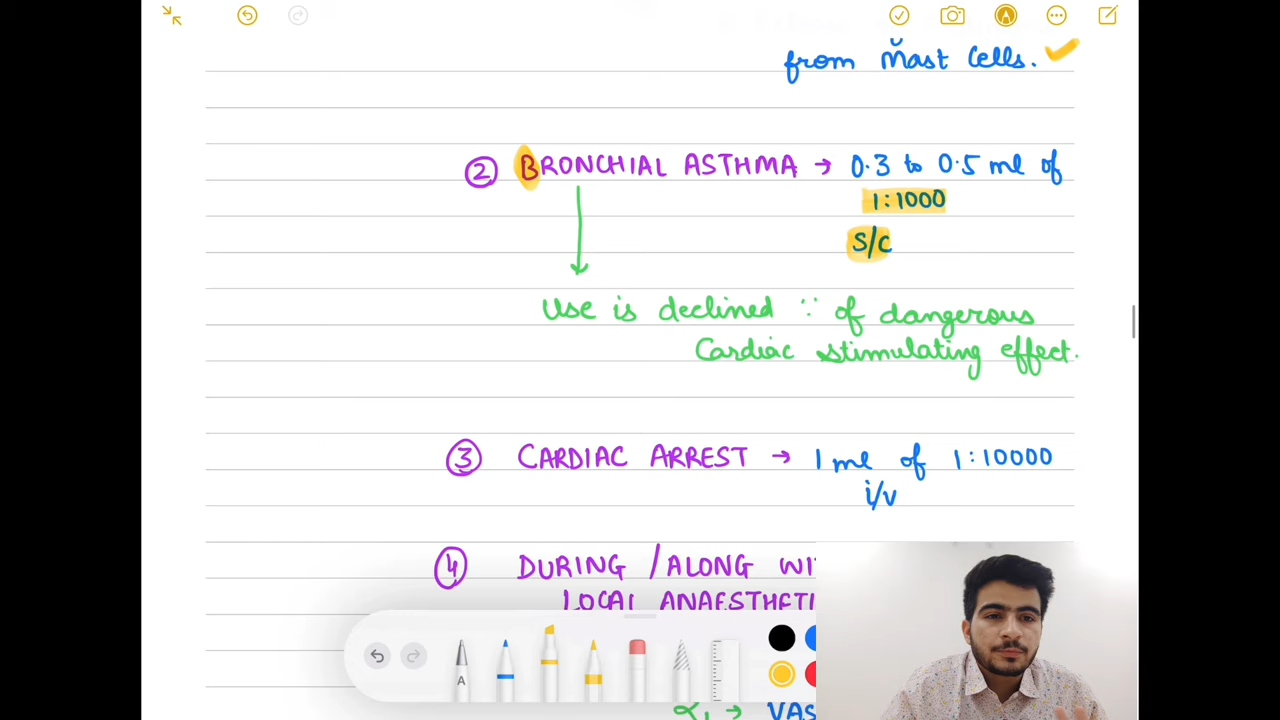 from Mast Cells.
② BRONCHIAL ASTHMA → 0.3 to 0.5 ml of
1:1000
S/C
Use is declined ∵ of dangerous
Cardiac stimulating effect.
③ CARDIAC ARREST → 1 ml of 1:10000
i/v
④ DURING / ALONG WI
LOCAL ANAESTHETI
A
α₁ → VAS